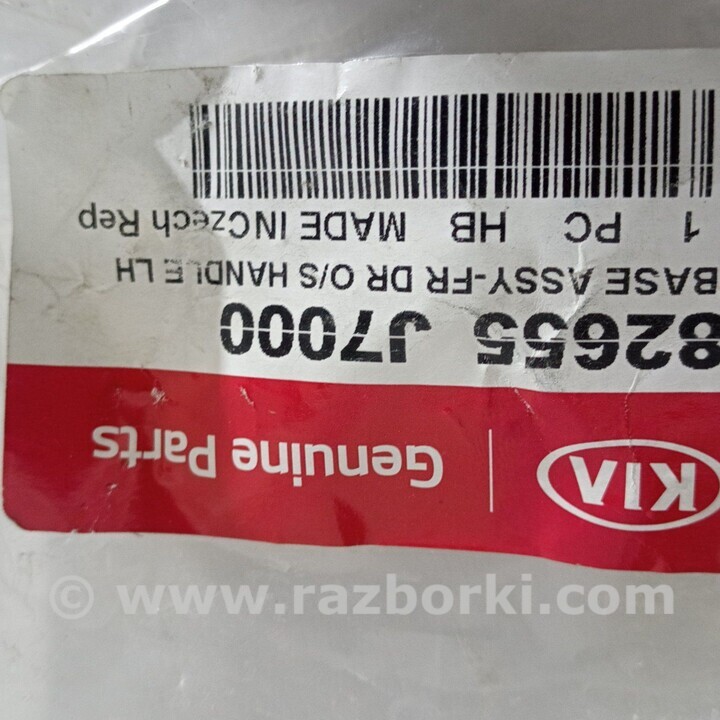 KIA | Genuine Parts
82655 J7000
BASE ASSY-FR DR O/S HANDLE LH
1 PC HB MADE INCzech Rep
© www.razborki.com